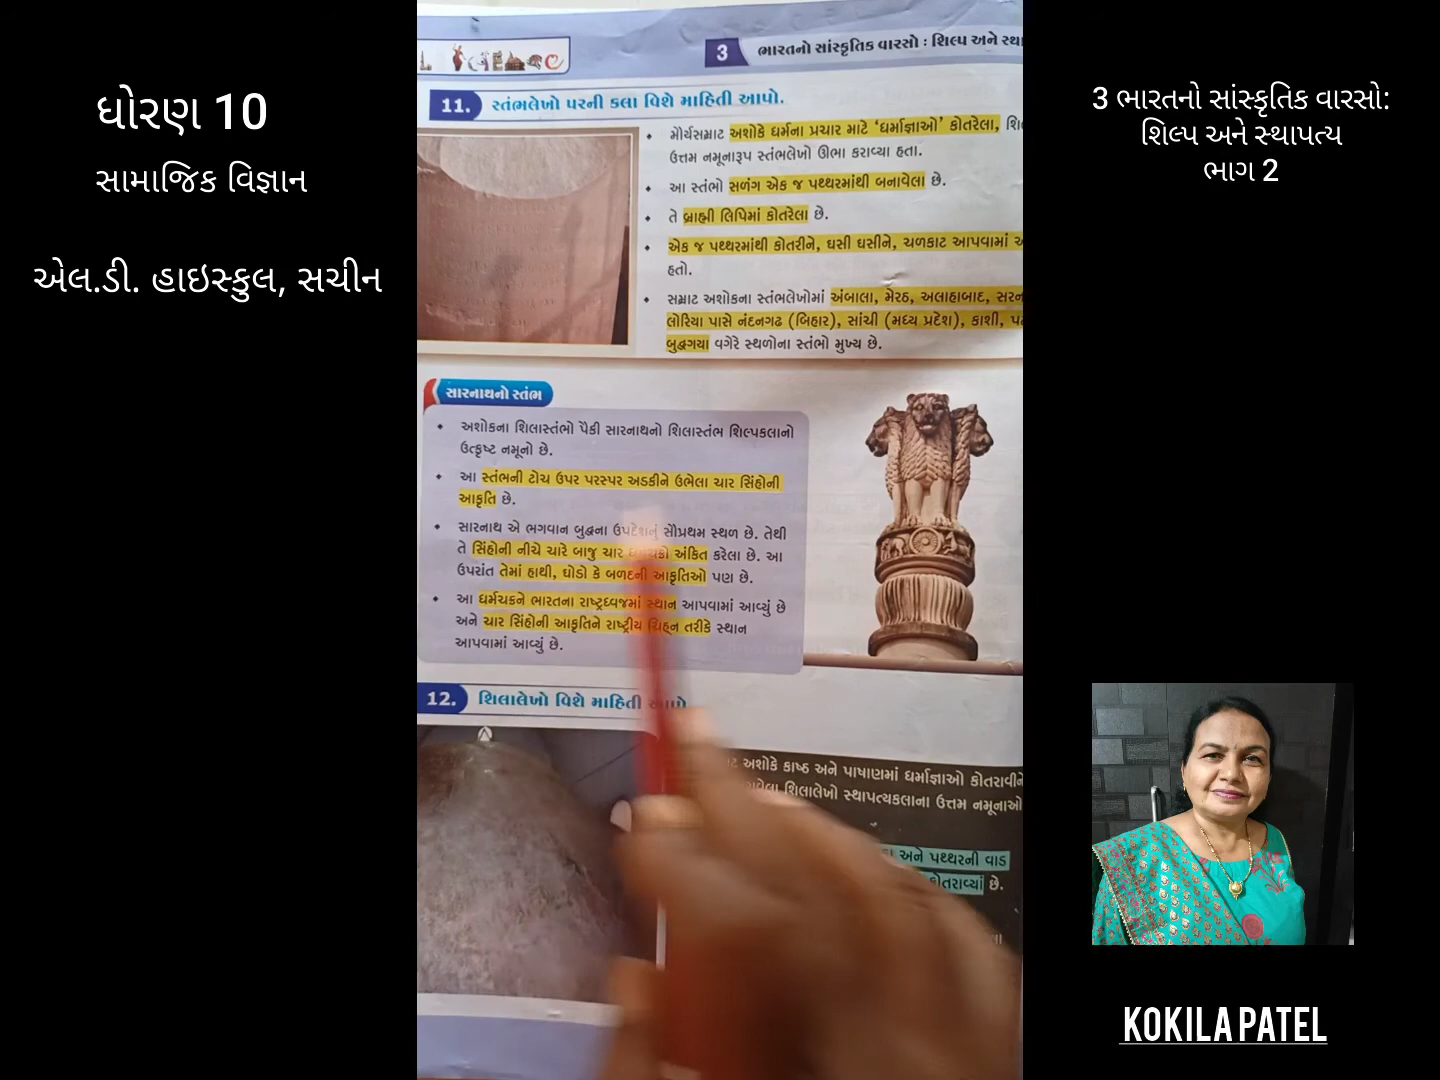 ધોરણ 10
સામાજિક વિજ્ઞાન
એલ.ડી. હાઇસ્કુલ, સચીન
3 ભારતનો સાંસ્કૃતિક વારસો : શિલ્પ અને
11. સ્તંભલેખો પરની કલા વિશે માહિતી આપો.
મૌર્યસમ્રાટ અશોકે ધર્મના પ્રચાર માટે ‘ધર્માજ્ઞાઓ’ કોતરેલા,
ઉત્તમ નમૂનારૂપ સ્તંભલેખો ઊભા કરાવ્યા હતા.
આ સ્તંભો સળંગ એક જ પથ્થરમાંથી બનાવેલા છે.
તે બ્રાહ્મી લિપિમાં કોતરેલા છે.
એક જ પથ્થરમાંથી કોતરીને, ઘસી ઘસીને, ચળકાટ આપવામાં
હતો.
સમ્રાટ અશોકના સ્તંભલેખોમાં અંબાલા, મેરઠ, અલાહાબાદ,
લોરિયા પાસે નંદનગઢ (બિહાર), સાંચી (મધ્ય પ્રદેશ), કાશી,
બુદ્ધગયા વગેરે સ્થળોના સ્તંભો મુખ્ય છે.
સારનાથનો સ્તંભ
અશોકના શિલાસ્તંભો પૈકી સારનાથનો શિલાસ્તંભ શિલ્પકલાનો
ઉત્કૃષ્ટ નમૂનો છે.
આ સ્તંભની ટોચ ઉપર પરસ્પર અડકીને ઉભેલા ચાર સિંહોની
આકૃતિ છે.
સારનાથ એ ભગવાન બુદ્ધના ઉપદેશનું સૌપ્રથમ સ્થળ છે. તેથી
તે સિંહોની નીચે ચારે બાજુ ચાર ધર્મચક્રો અંકિત કરેલા છે. આ
ઉપરાંત તેમાં હાથી, ઘોડો કે બળદની આકૃતિઓ પણ છે.
આ ધર્મચક્રને ભારતના રાષ્ટ્રધ્વજમાં સ્થાન આપવામાં આવ્યું છે
અને ચાર સિંહોની આકૃતિને રાષ્ટ્રીય ચિહ્ન તરીકે સ્થાન
આપવામાં આવ્યું છે.
12. શિલાલેખો વિશે માહિતી આપો
અશોકે કાષ્ઠ અને પાષાણમાં ધર્માજ્ઞાઓ કોતરાવીને
શિલાલેખો સ્થાપત્યકલાના ઉત્તમ નમૂનાઓ
અને પથ્થરની વાડ
કોતરાવ્યાં છે.
3 ભારતનો સાંસ્કૃતિક વારસો:
શિલ્પ અને સ્થાપત્ય
ભાગ 2
KOKILA PATEL